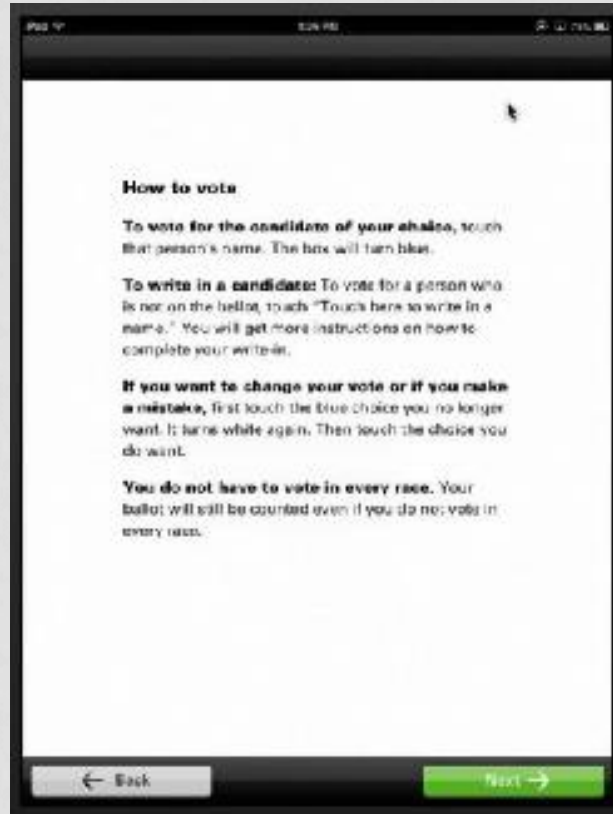 iPad
How to vote
To vote for the candidate of your choice, touch
that person's name. The box will turn blue.
To write in a candidate: To vote for a person who
is not on the ballot, touch "Touch here to write in a
name." You will get more instructions on how to
complete your write-in.
If you want to change your vote or if you make
a mistake, first touch the blue choice you no longer
want. It turns white again. Then touch the choice you
do want.
You do not have to vote in every race. Your
ballot will still be counted even if you do not vote in
every race.
← Back
Next →